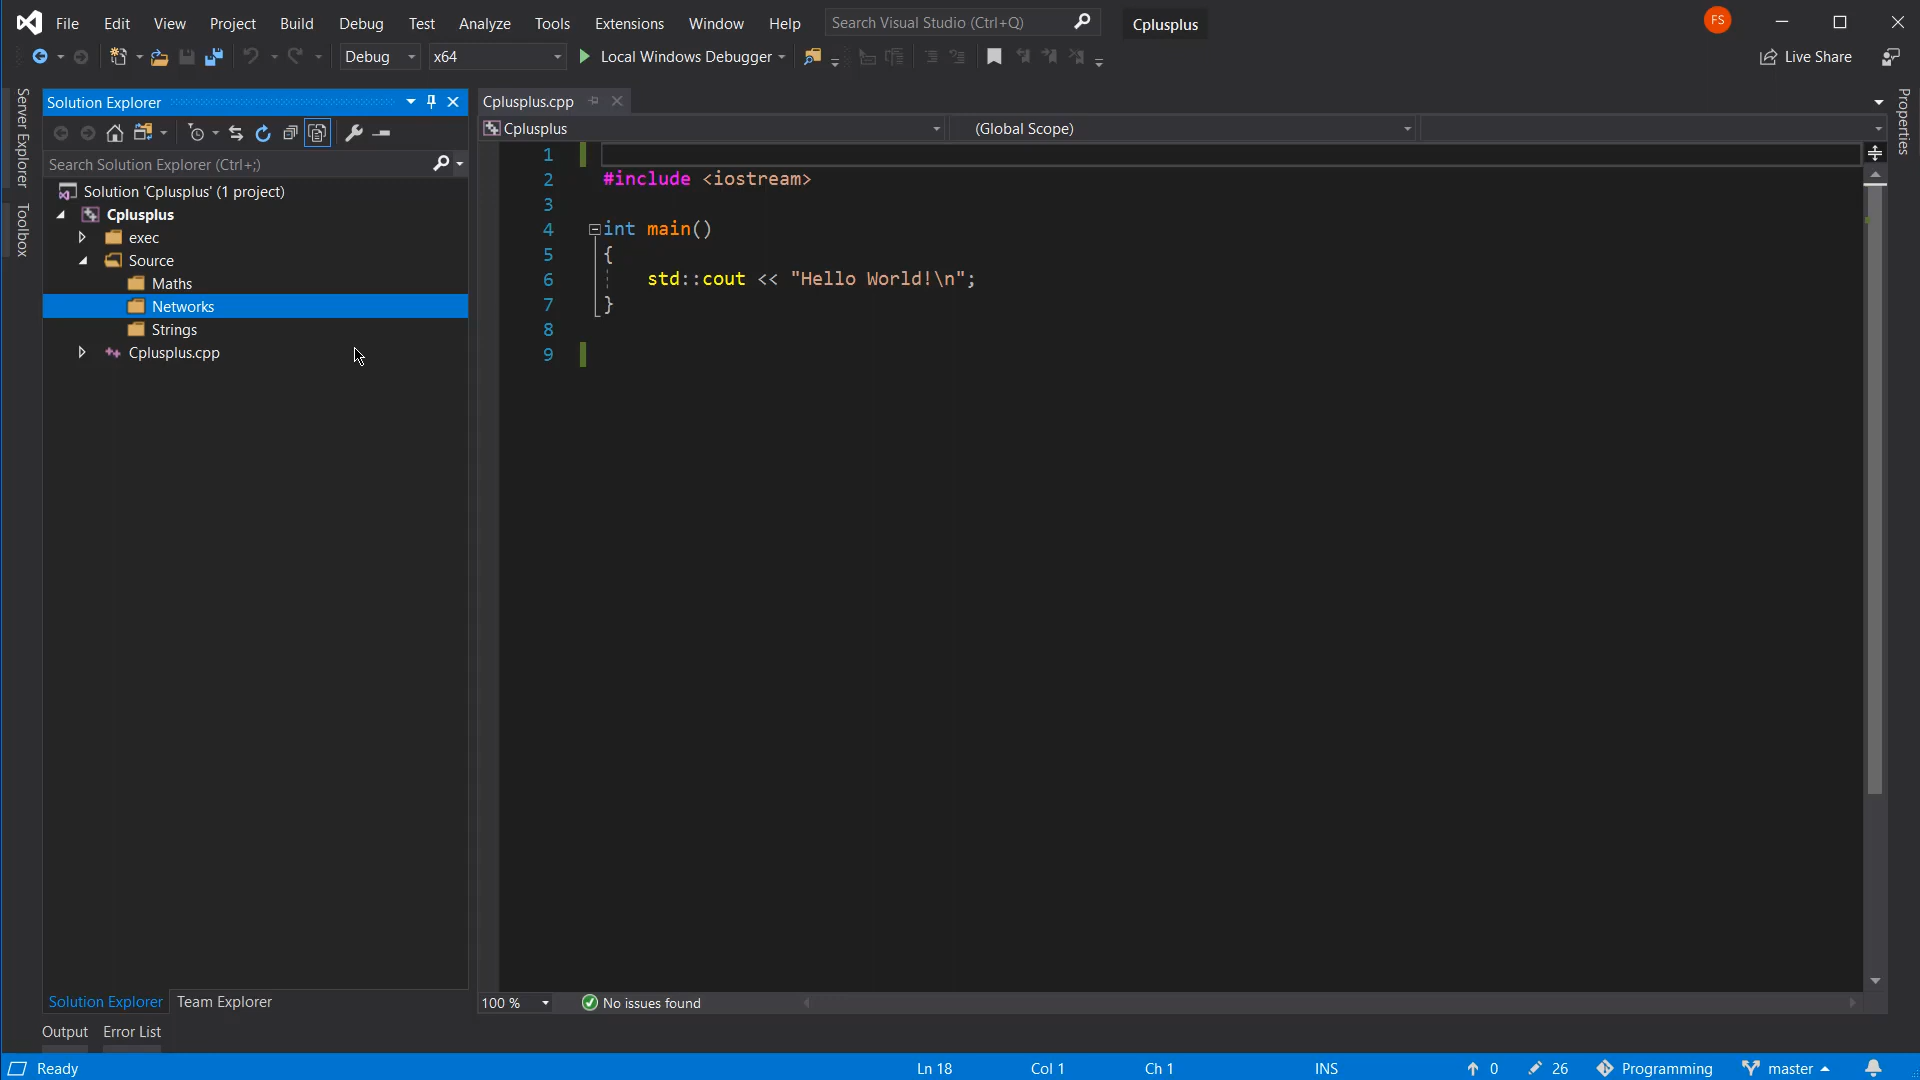 File Edit View Project Build Debug Test Analyze Tools Extensions Window Help Search Visual Studio (Ctrl+Q) Cplusplus FS
Debug x64 Local Windows Debugger Live Share
Server Explorer
Toolbox
Solution Explorer
Search Solution Explorer (Ctrl+;)
Solution 'Cplusplus' (1 project)
Cplusplus
exec
Source
Maths
Networks
Strings
Cplusplus.cpp
Cplusplus.cpp
Cplusplus (Global Scope)
1
2 #include <iostream>
3
4 int main()
5 {
6 std::cout << "Hello World!\n";
7 }
8
9
Properties
100 % No issues found
Solution Explorer Team Explorer
Output Error List
Ready Ln 18 Col 1 Ch 1 INS 0 26 Programming master